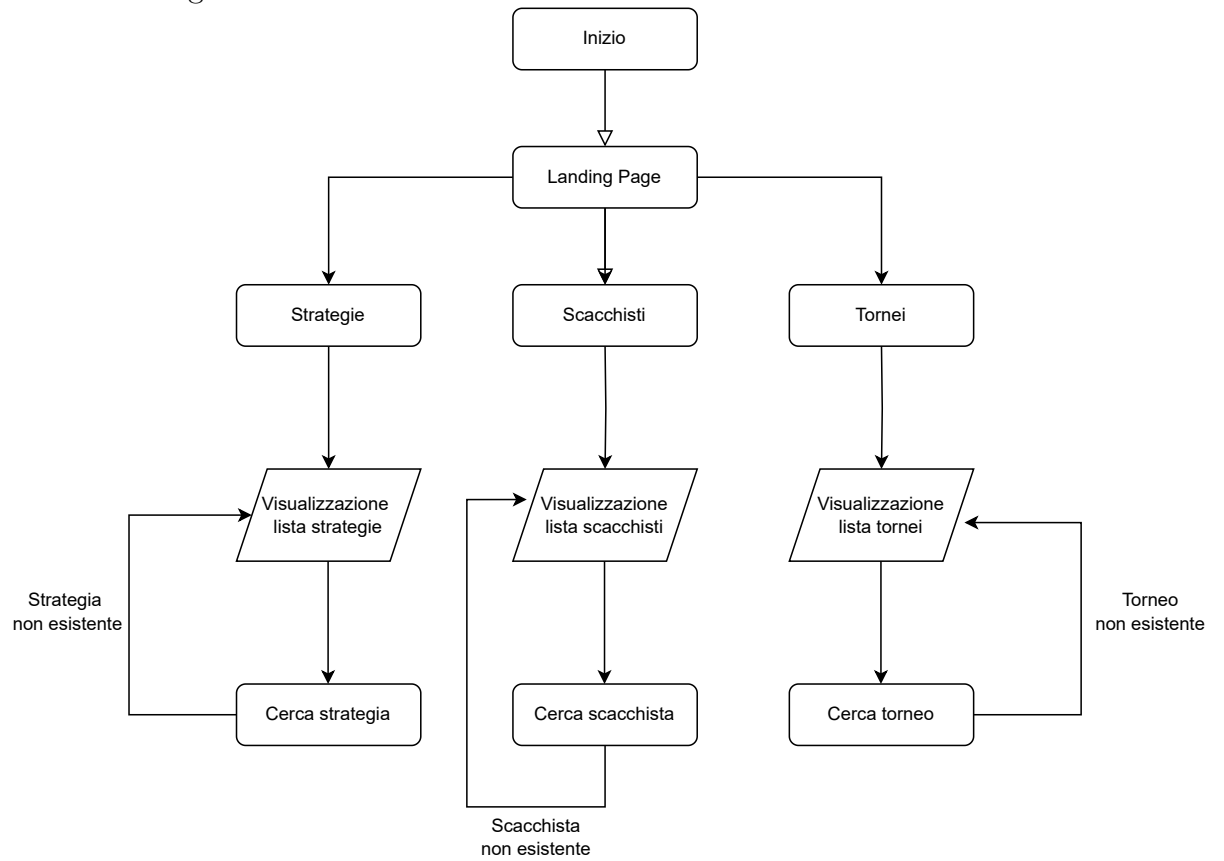 Inizio
Landing Page
Strategie
Scacchisti
Tornei
Visualizzazione
lista strategie
Visualizzazione
lista scacchisti
Visualizzazione
lista tornei
Strategia
non esistente
Torneo
non esistente
Cerca strategia
Cerca scacchista
Cerca torneo
Scacchista
non esistente